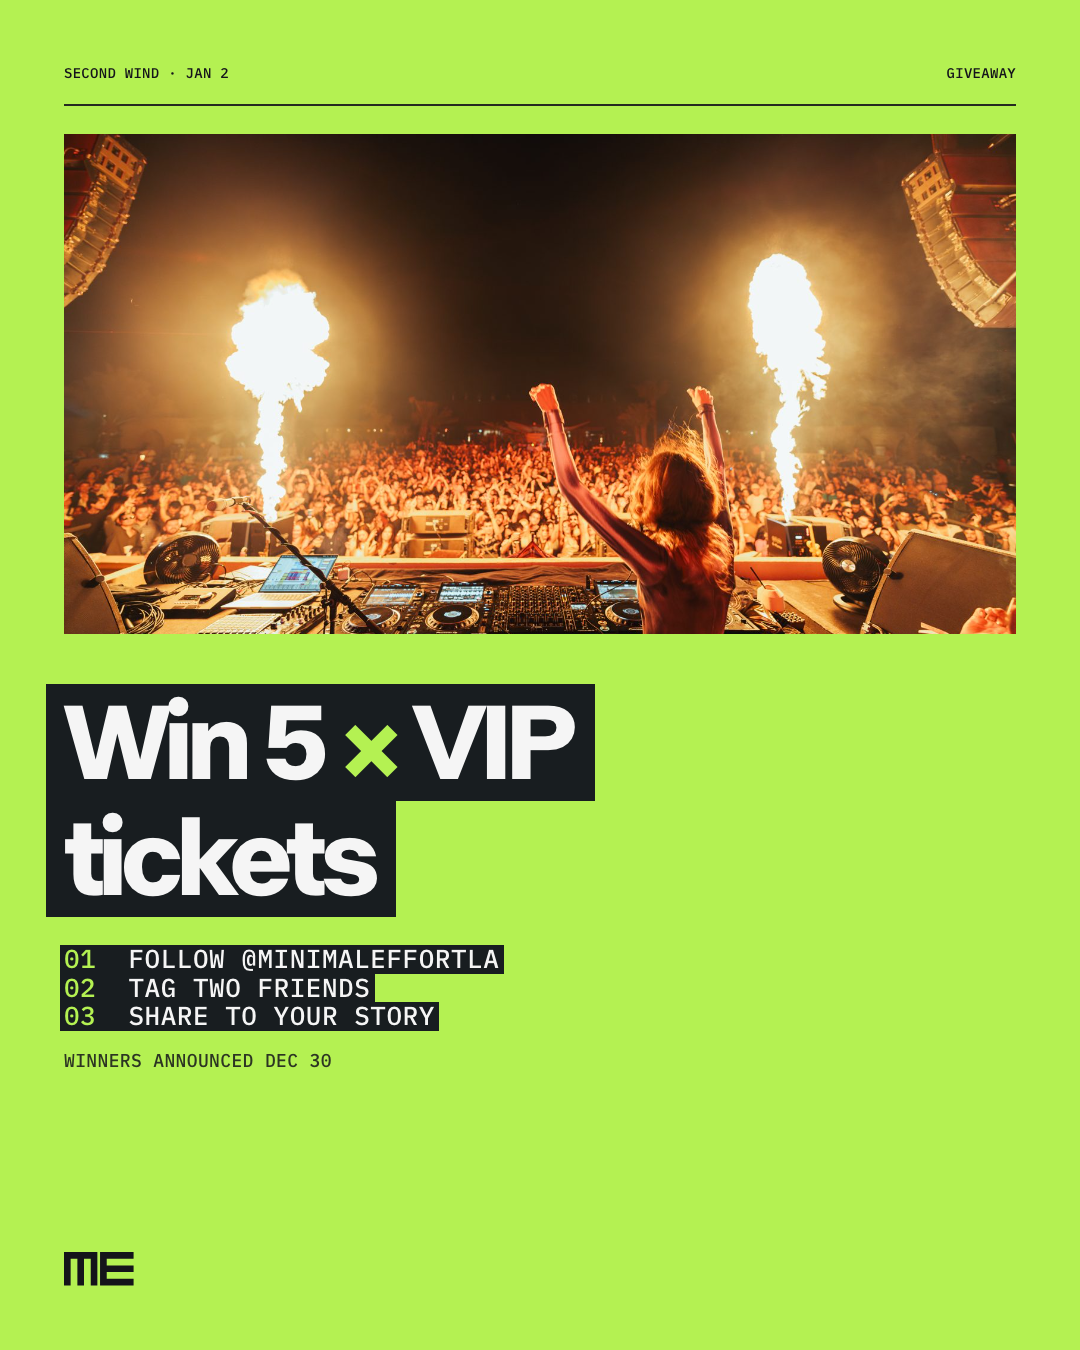 SECOND WIND · JAN 2
GIVEAWAY
Win 5 × VIP
tickets
01 FOLLOW @MINIMALEFFORTLA
02 TAG TWO FRIENDS
03 SHARE TO YOUR STORY
WINNERS ANNOUNCED DEC 30
ME